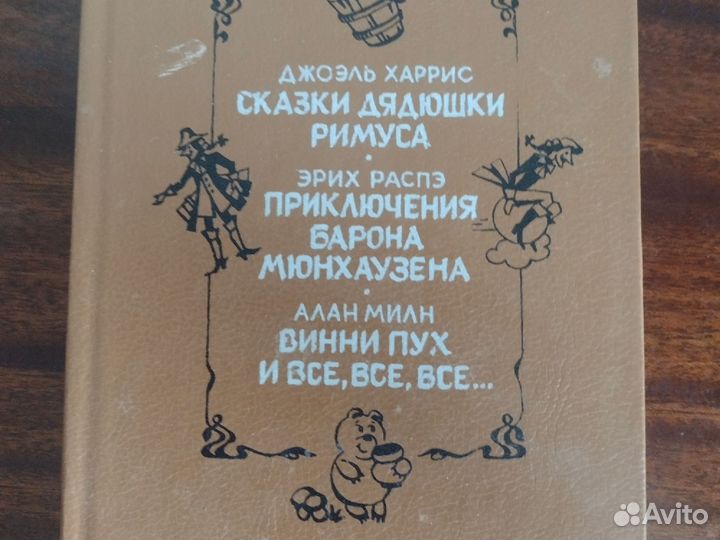 ДЖОЭЛЬ ХАРРИС
СКАЗКИ ДЯДЮШКИ
РИМУСА
·
ЭРИХ РАСПЭ
ПРИКЛЮЧЕНИЯ
БАРОНА
МЮНХАУЗЕНА
·
АЛАН МИЛН
ВИННИ ПУХ
И ВСЕ, ВСЕ, ВСЕ...
Avito